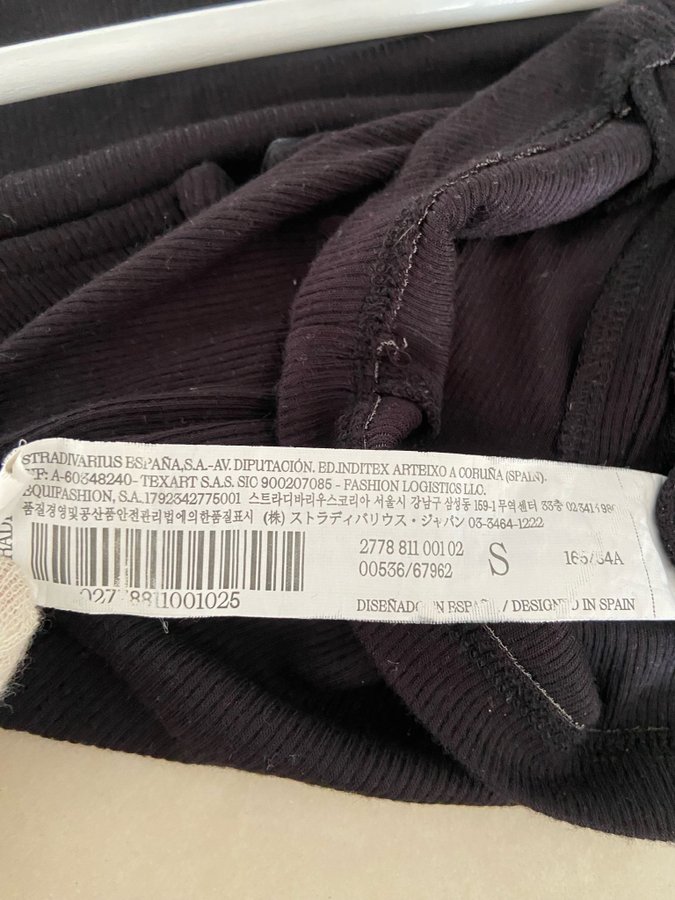 STRADIVARIUS ESPAÑA,S.A.-AV. DIPUTACIÓN. ED.INDITEX ARTEIXO A CORUÑA (SPAIN).
A-60348240- TEXART S.A.S. SIC 900207085 - FASHION LOGISTICS LLC.
EQUIFASHION, S.A.1792342775001 스트라디바리우스코리아 서울시 강남구 삼성동 159-1 무역센터 33층
품질경영및공산품안전관리법에의한품질표시 (株) ストラディバリウス・ジャパン 03-3464-1222
2778 811 001 02
00536/67962
S
165/84A
02778811001025
DISEÑADO EN ESPAÑA / DESIGNED IN SPAIN